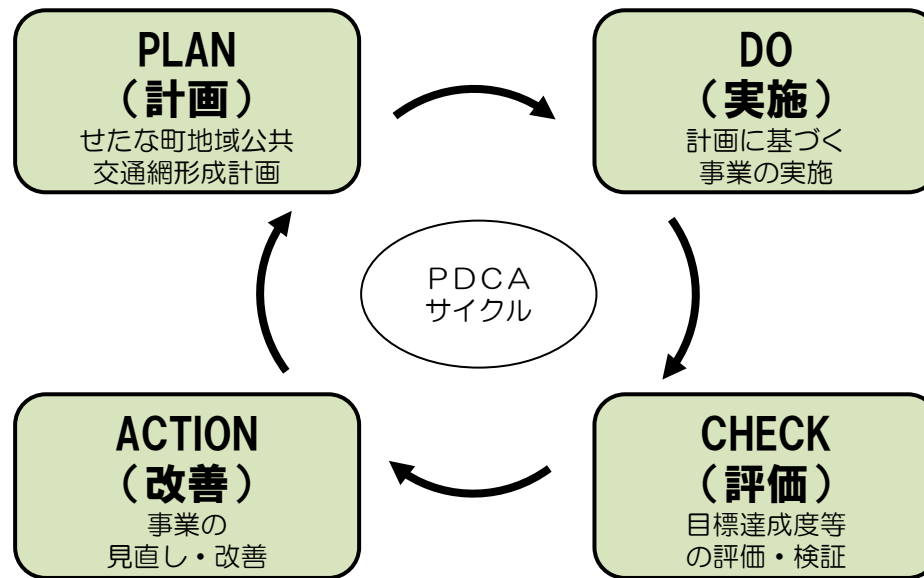 PLAN
（計画）
せたな町地域公共
交通網形成計画
DO
（実施）
計画に基づく
事業の実施
PDCA
サイクル
ACTION
（改善）
事業の
見直し・改善
CHECK
（評価）
目標達成度等
の評価・検証